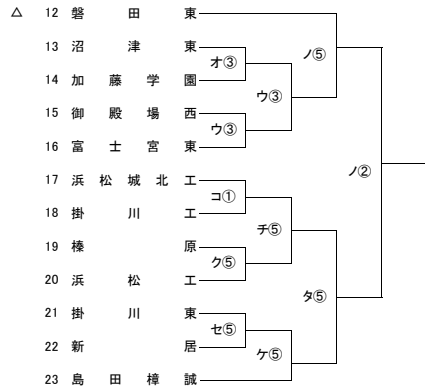 △ 12 磐田東
13 沼津東
オ③
ノ⑤
14 加藤学園
ウ③
15 御殿場西
ウ③
16 富士宮東
ノ②
17 浜松城北工
コ①
18 掛川工
チ⑤
19 榛原
ク⑤
20 浜松工
タ⑤
21 掛川東
セ⑤
22 新居
ケ⑤
23 島田樟誠